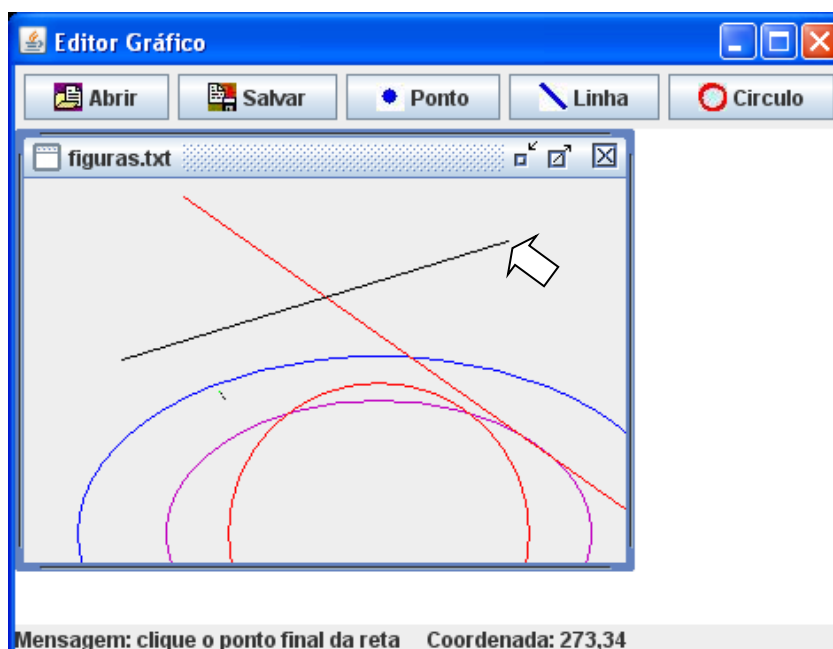 Editor Gráfico
Abrir Salvar Ponto Linha Circulo
figuras.txt
Mensagem: clique o ponto final da reta Coordenada: 273,34